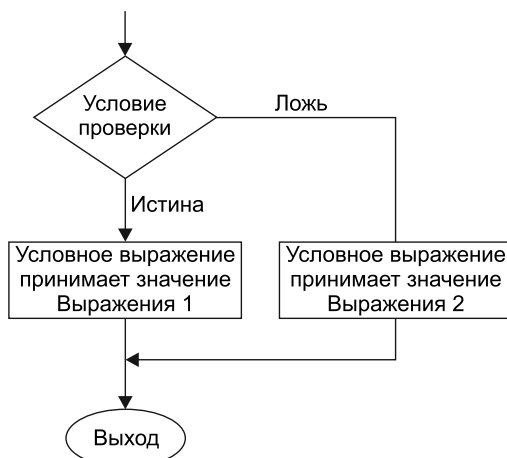 Условие
проверки
Ложь
Истина
Условное выражение
принимает значение
Выражения 1
Условное выражение
принимает значение
Выражения 2
Выход